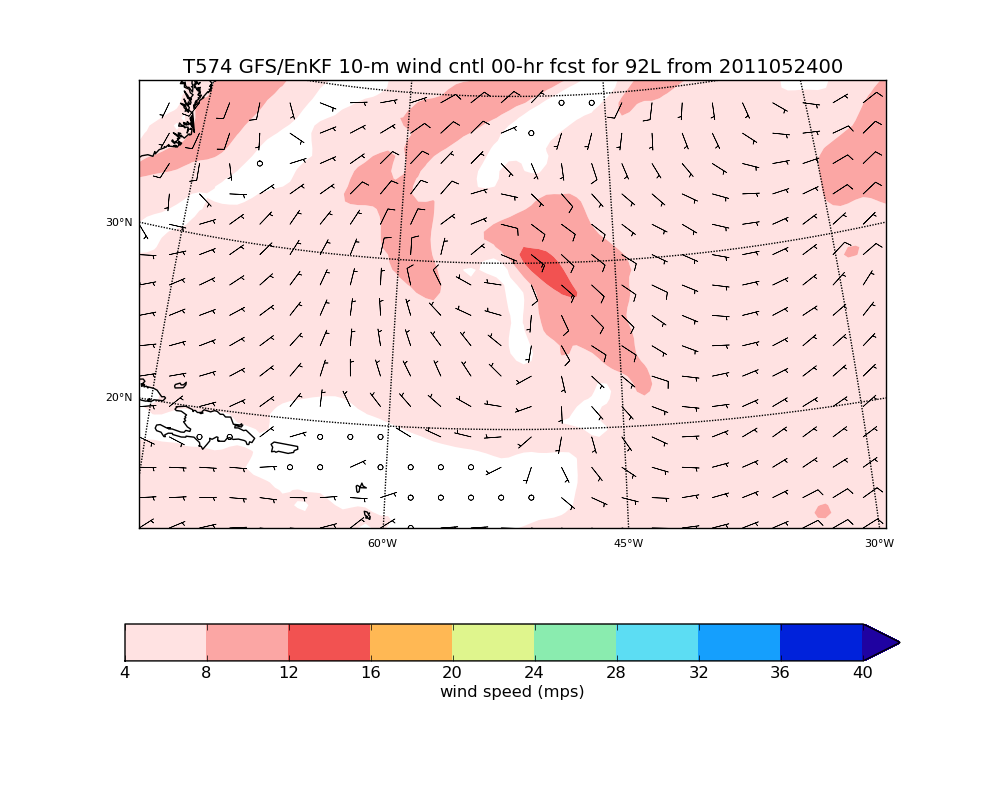 T574 GFS/EnKF 10-m wind cntl 00-hr fcst for 92L from 2011052400
30°N
20°N
60°W 45°W 30°W
4 8 12 16 20 24 28 32 36 40
wind speed (mps)